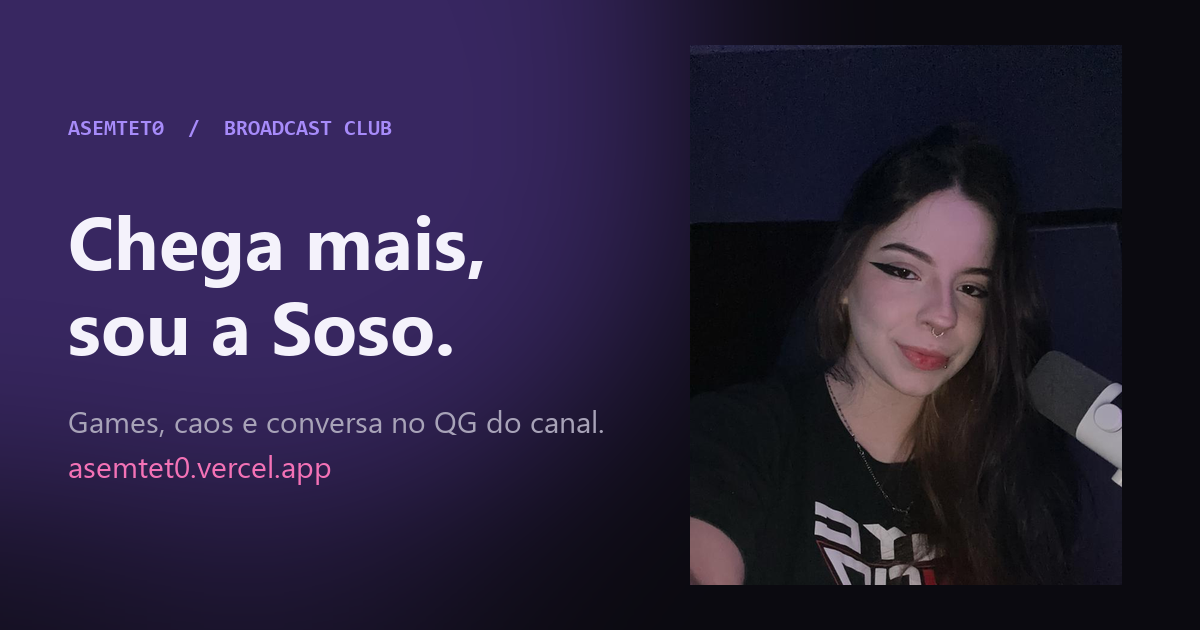 ASEMTET0 / BROADCAST CLUB
Chega mais,
sou a Soso.
Games, caos e conversa no QG do canal.
asemtet0.vercel.app